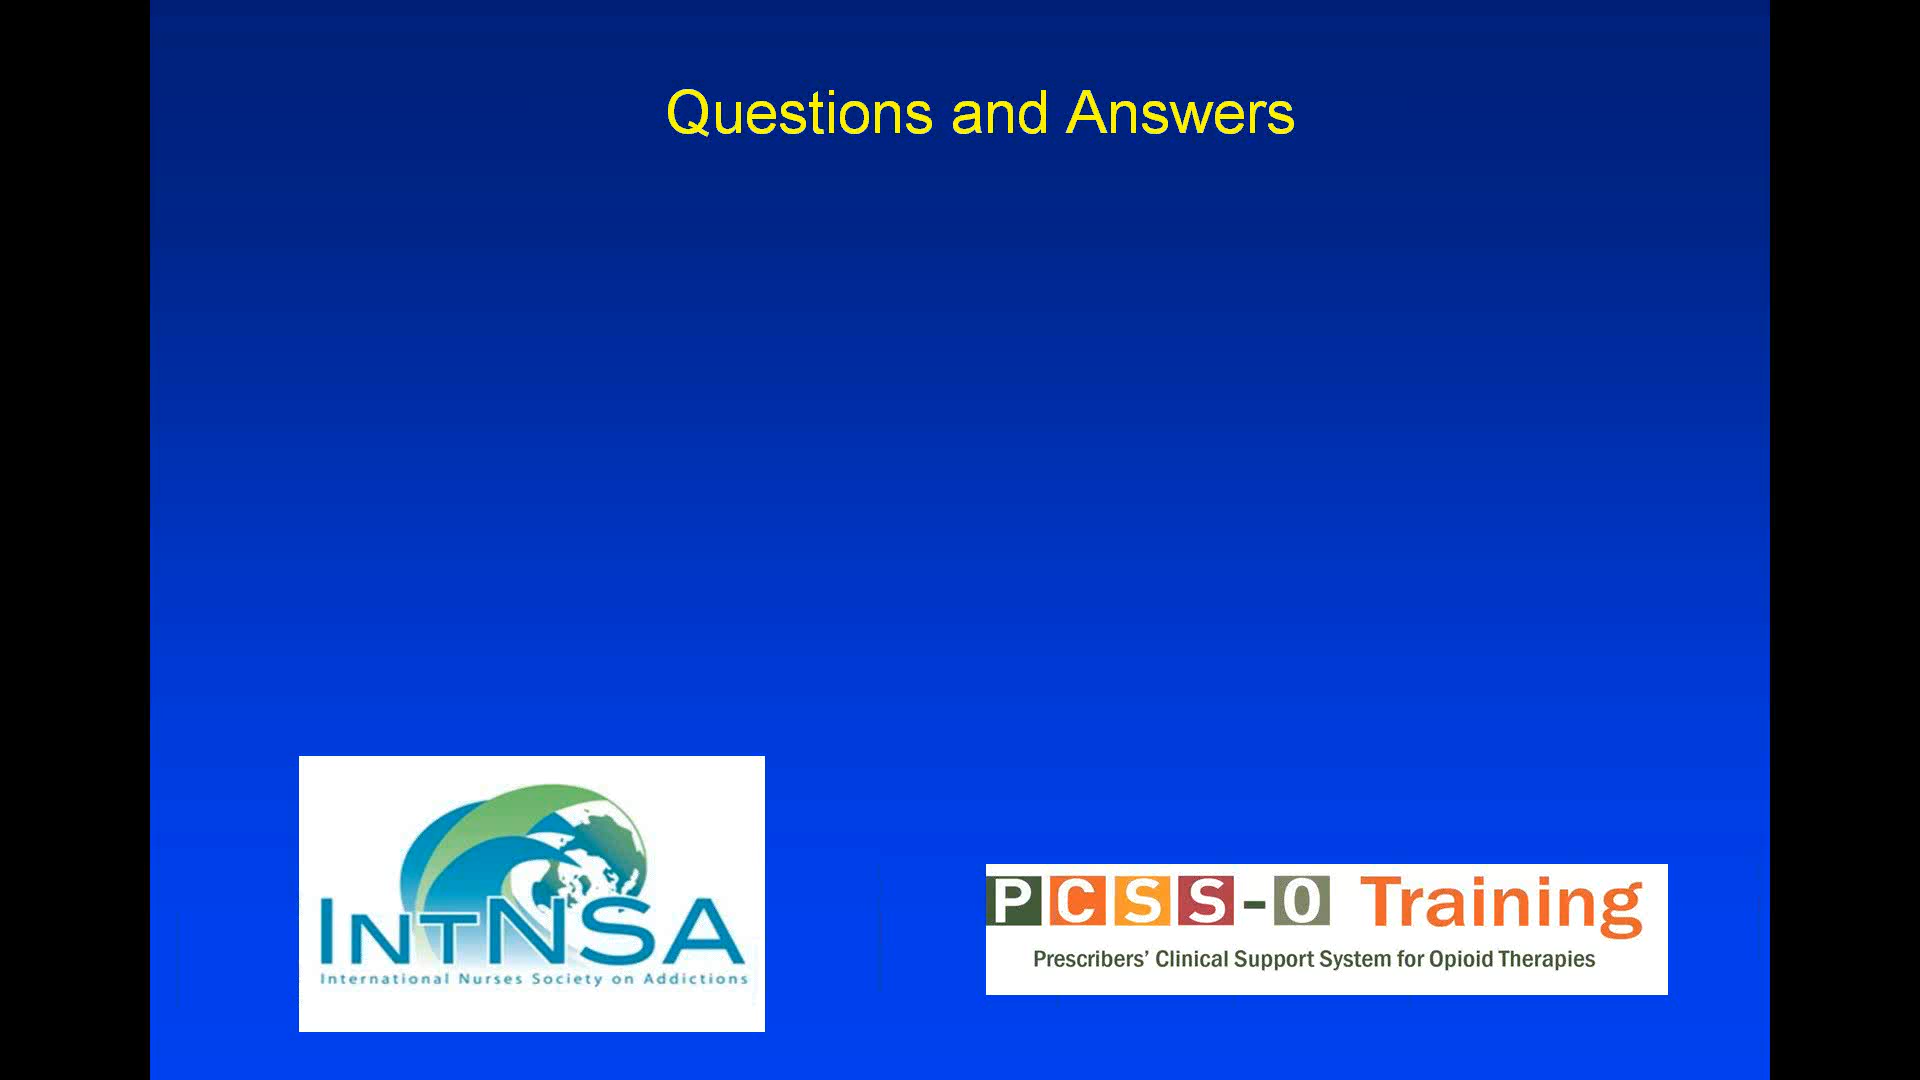 Questions and Answers
INTNSA
International Nurses Society on Addictions
PCSS-O Training
Prescribers' Clinical Support System for Opioid Therapies